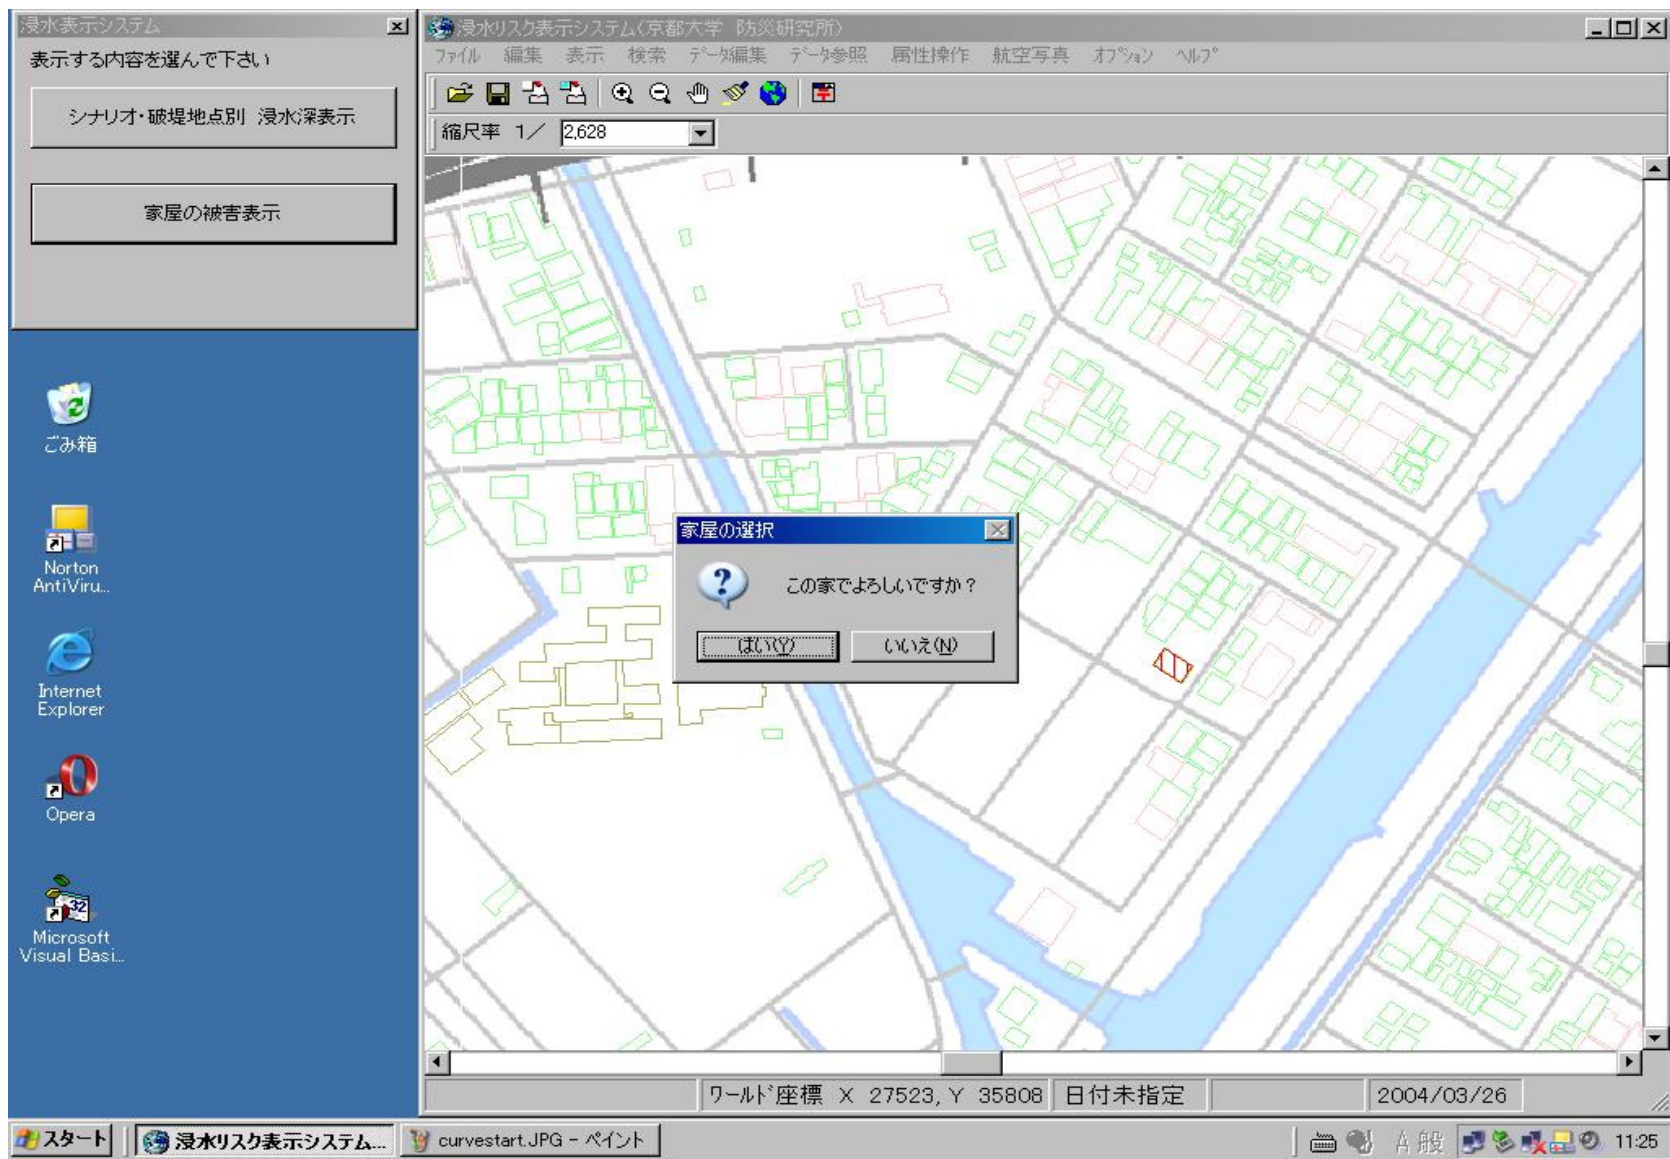 浸水表示システム
表示する内容を選んで下さい
シナリオ・破堤地点別 浸水深表示
家屋の被害表示
浸水リスク表示システム(京都大学 防災研究所)
ファイル 編集 表示 検索 データ編集 データ参照 属性操作 航空写真 オプション ヘルプ
縮尺率 1/ 2,628
家屋の選択
この家でよろしいですか?
はい(Y) いいえ(N)
ごみ箱
Norton
AntiViru...
Internet
Explorer
Opera
Microsoft
Visual Basi...
ワールド座標 X 27523, Y 35808 日付未指定 2004/03/26
スタート 浸水リスク表示システム... curvestart.JPG - ペイント A 般 11:25